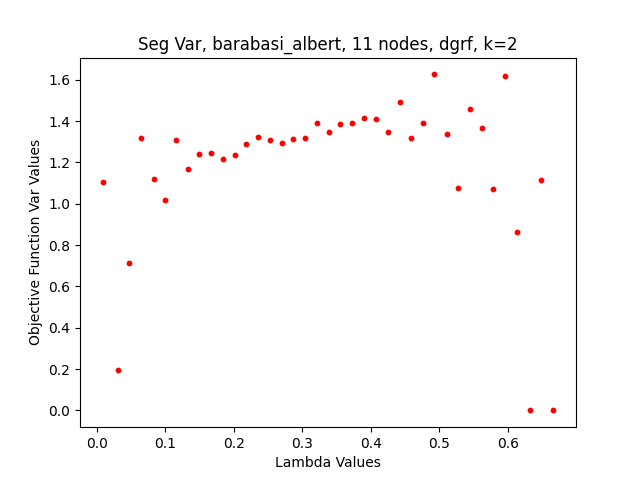 Seg Var, barabasi_albert, 11 nodes, dgrf, k=2
1.6
1.4
1.2
1.0
0.8
0.6
0.4
0.2
0.0
Objective Function Var Values
0.0 0.1 0.2 0.3 0.4 0.5 0.6
Lambda Values